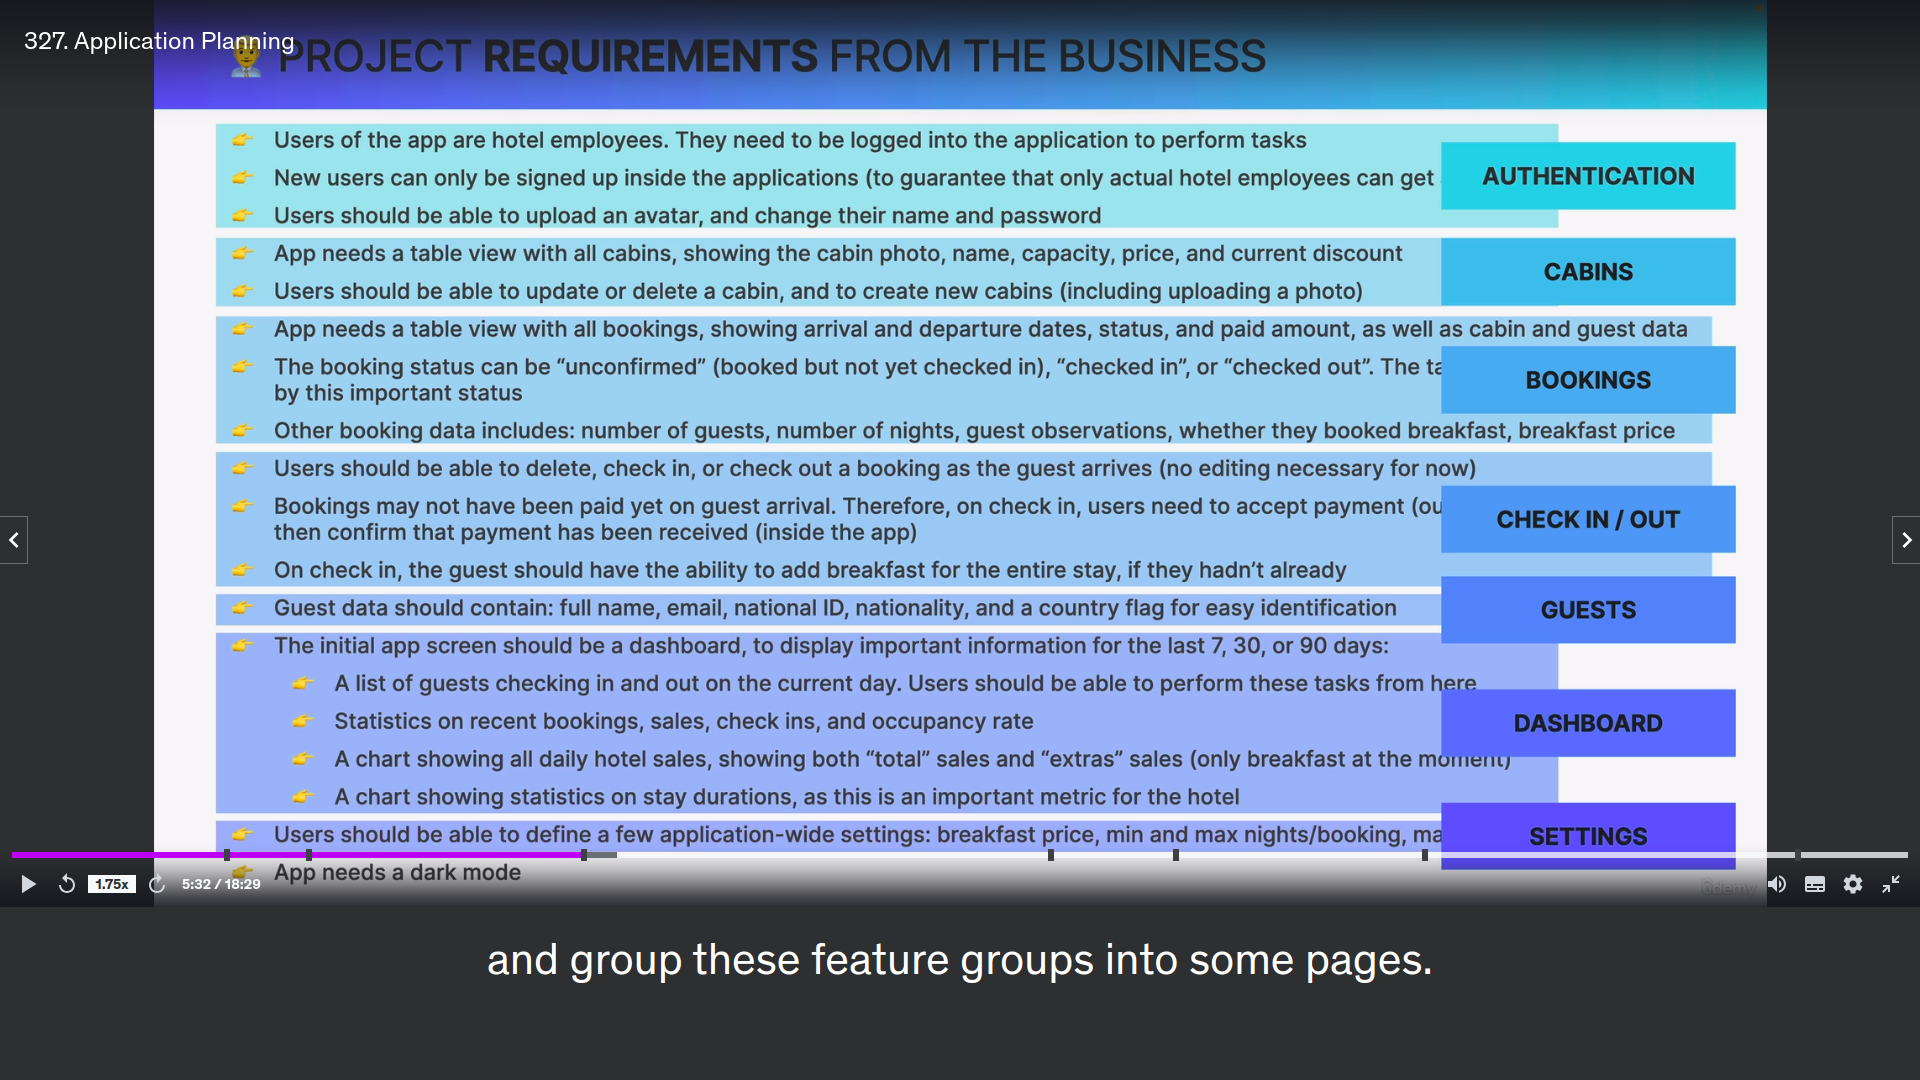 327. Application Planning
PROJECT REQUIREMENTS FROM THE BUSINESS
Users of the app are hotel employees. They need to be logged into the application to perform tasks
New users can only be signed up inside the applications (to guarantee that only actual hotel employees can get
Users should be able to upload an avatar, and change their name and password
AUTHENTICATION
App needs a table view with all cabins, showing the cabin photo, name, capacity, price, and current discount
Users should be able to update or delete a cabin, and to create new cabins (including uploading a photo)
CABINS
App needs a table view with all bookings, showing arrival and departure dates, status, and paid amount, as well as cabin and guest data
The booking status can be “unconfirmed” (booked but not yet checked in), “checked in”, or “checked out”. The
by this important status
Other booking data includes: number of guests, number of nights, guest observations, whether they booked breakfast, breakfast price
BOOKINGS
Users should be able to delete, check in, or check out a booking as the guest arrives (no editing necessary for now)
Bookings may not have been paid yet on guest arrival. Therefore, on check in, users need to accept payment
then confirm that payment has been received (inside the app)
On check in, the guest should have the ability to add breakfast for the entire stay, if they hadn’t already
CHECK IN / OUT
Guest data should contain: full name, email, national ID, nationality, and a country flag for easy identification
GUESTS
The initial app screen should be a dashboard, to display important information for the last 7, 30, or 90 days:
A list of guests checking in and out on the current day. Users should be able to perform these tasks from here
Statistics on recent bookings, sales, check ins, and occupancy rate
A chart showing all daily hotel sales, showing both “total” sales and “extras” sales (only breakfast at the moment)
A chart showing statistics on stay durations, as this is an important metric for the hotel
DASHBOARD
Users should be able to define a few application-wide settings: breakfast price, min and max nights/booking,
SETTINGS
App needs a dark mode
1.75x
5:32 / 18:29
Udemy
and group these feature groups into some pages.